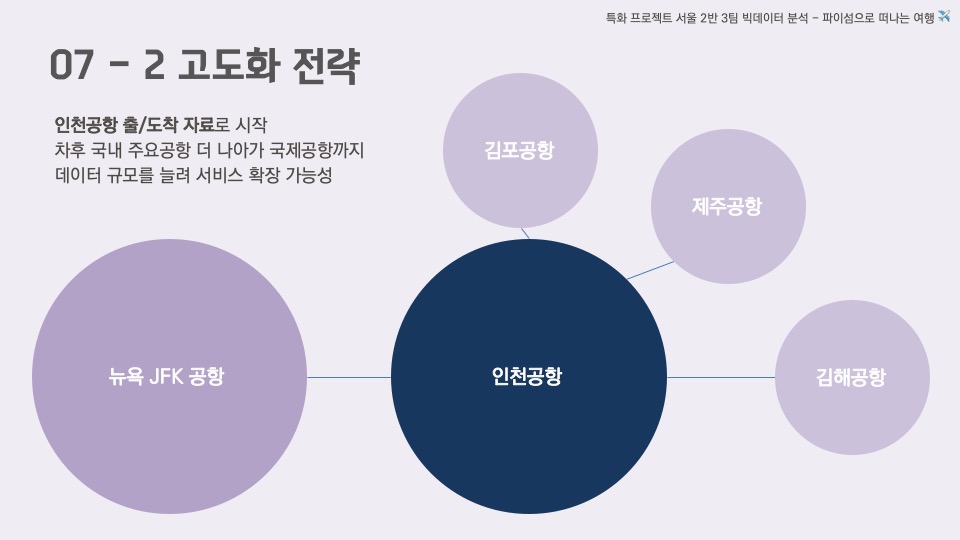 특화 프로젝트 서울 2반 3팀 빅데이터 분석 – 파이썸으로 떠나는 여행 ✈️
07 – 2 고도화 전략
인천공항 출/도착 자료로 시작
차후 국내 주요공항 더 나아가 국제공항까지
데이터 규모를 늘려 서비스 확장 가능성
김포공항
제주공항
뉴욕 JFK 공항
인천공항
김해공항